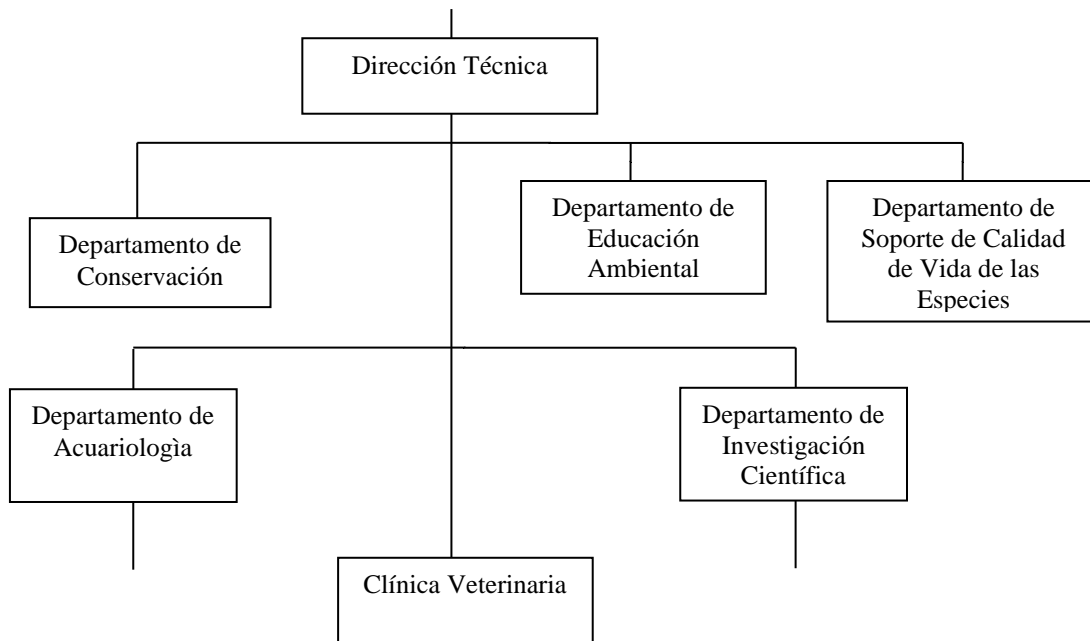 Dirección Técnica
Departamento de
Conservación
Departamento de
Educación
Ambiental
Departamento de
Soporte de Calidad
de Vida de las
Especies
Departamento de
Acuariologìa
Departamento de
Investigación
Científica
Clínica Veterinaria